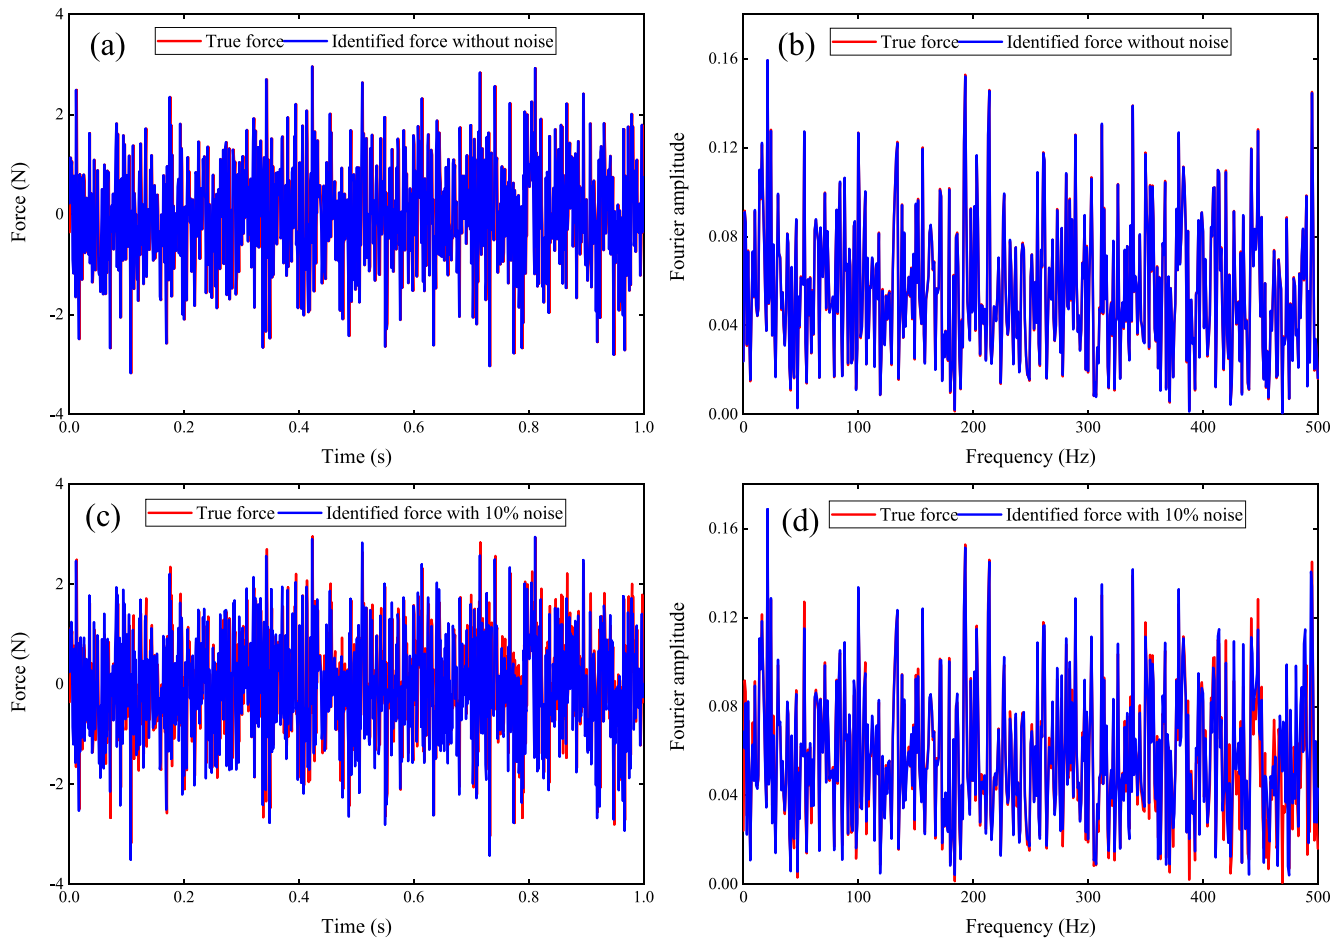 (a)
True force
Identified force without noise
Force (N)
4
2
0
-2
-4
0.0 0.2 0.4 0.6 0.8 1.0
Time (s)
(b)
True force
Identified force without noise
Fourier amplitude
0.16
0.12
0.08
0.04
0.00
0 100 200 300 400 500
Frequency (Hz)
(c)
True force
Identified force with 10% noise
Force (N)
4
2
0
-2
-4
0.0 0.2 0.4 0.6 0.8 1.0
Time (s)
(d)
True force
Identified force with 10% noise
Fourier amplitude
0.16
0.12
0.08
0.04
0.00
0 100 200 300 400 500
Frequency (Hz)